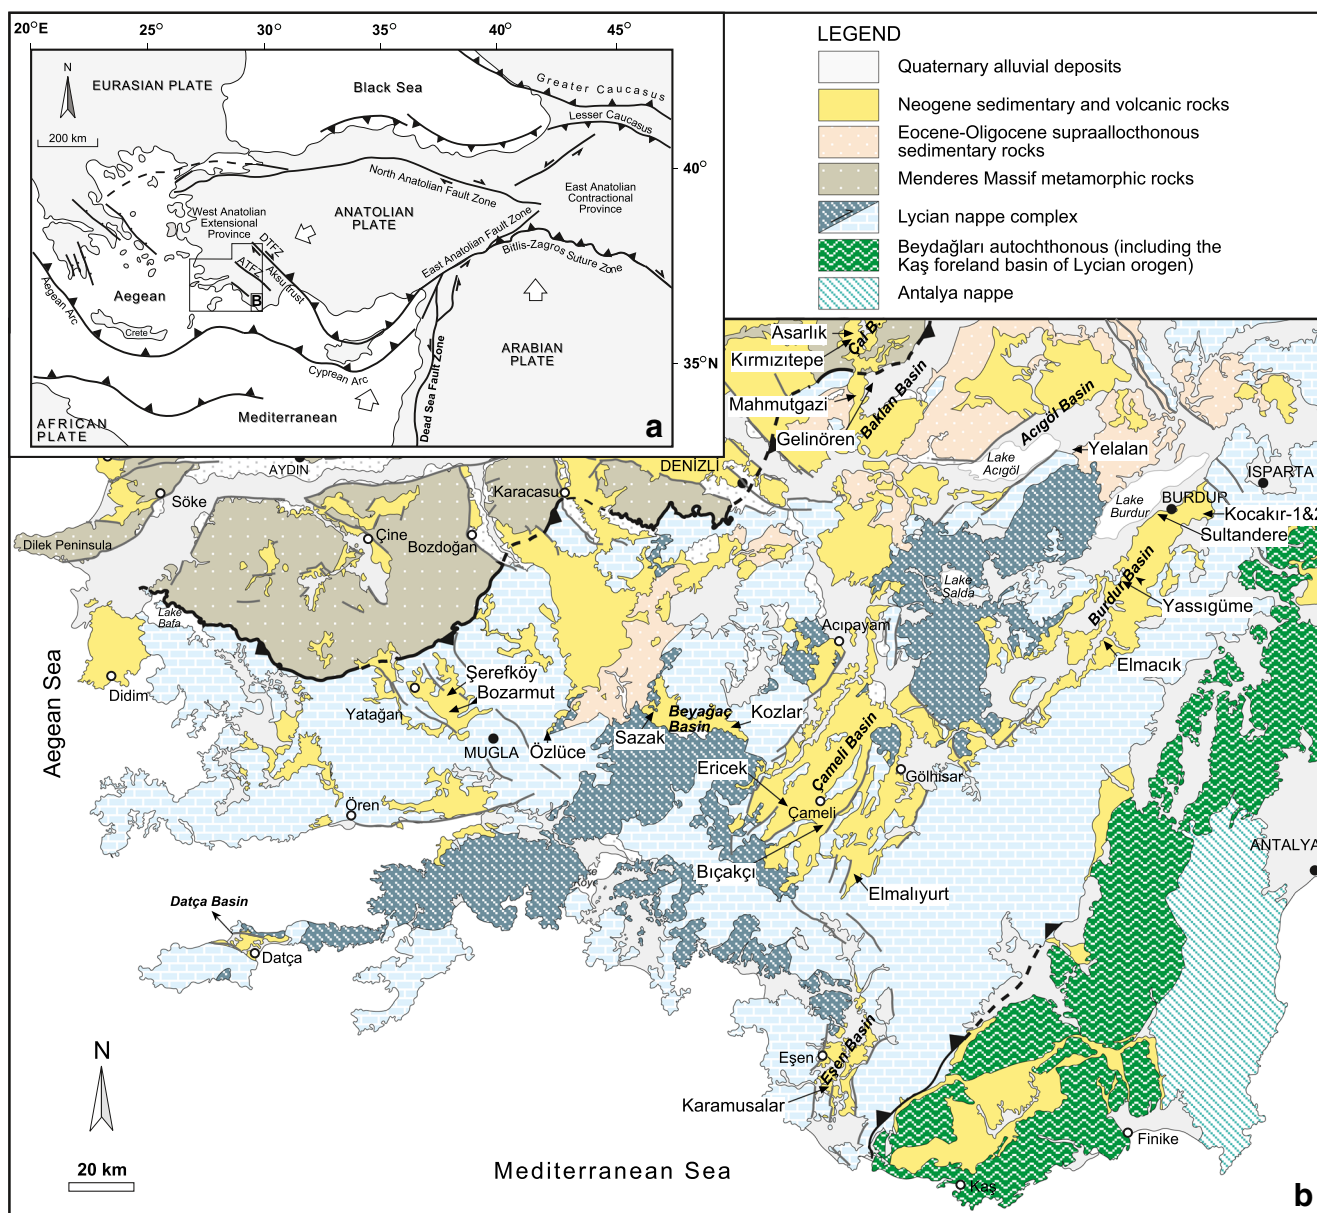 20°E
25°
30°
35°
40°
45°
N
200 km
EURASIAN PLATE
Black Sea
Greater Caucasus
Lesser Caucasus
40°
North Anatolian Fault Zone
East Anatolian
Contractional
Province
West Anatolian
Extensional
Province
ANATOLIAN
PLATE
DTFZ
ATFZ
Aksu trust
East Anatolian Fault Zone
Bitlis-Zagros Suture Zone
B
Aegean
Aegean Arc
Crete
Cyprean Arc
Dead Sea Fault Zone
ARABIAN
PLATE
35°N
Mediterranean
AFRICAN
PLATE
a
LEGEND
Quaternary alluvial deposits
Neogene sedimentary and volcanic rocks
Eocene-Oligocene supraallocthonous
sedimentary rocks
Menderes Massif metamorphic rocks
Lycian nappe complex
Beydağları autochthonous (including the
Kaş foreland basin of Lycian orogen)
Antalya nappe
Asarlık
Çal B.
Kırmızıtepe
Mahmutgazi
Baklan Basin
Gelinören
Acıgöl Basin
Lake
Acıgöl
Yelalan
AYDIN
DENİZLİ
ISPARTA
Söke
Karacasu
Lake
Burdur
BURDUR
Kocakır-1&2
Sultandere
Çine
Bozdoğan
Dilek Peninsula
Burdur Basin
Lake
Salda
Yassıgüme
Lake
Bafa
Acıpayam
Elmacık
Aegean Sea
Didim
Şerefköy
Bozarmut
Yatağan
Beyağaç
Basin
Kozlar
Sazak
MUGLA
Özlüce
Çameli Basin
Ericek
Gölhisar
Ören
Çameli
ANTALYA
Bıçakçı
Elmalıyurt
Köye
Datça Basin
Datça
N
Eşen
Eşen Basin
Karamusalar
Finike
20 km
Mediterranean Sea
Kaş
b